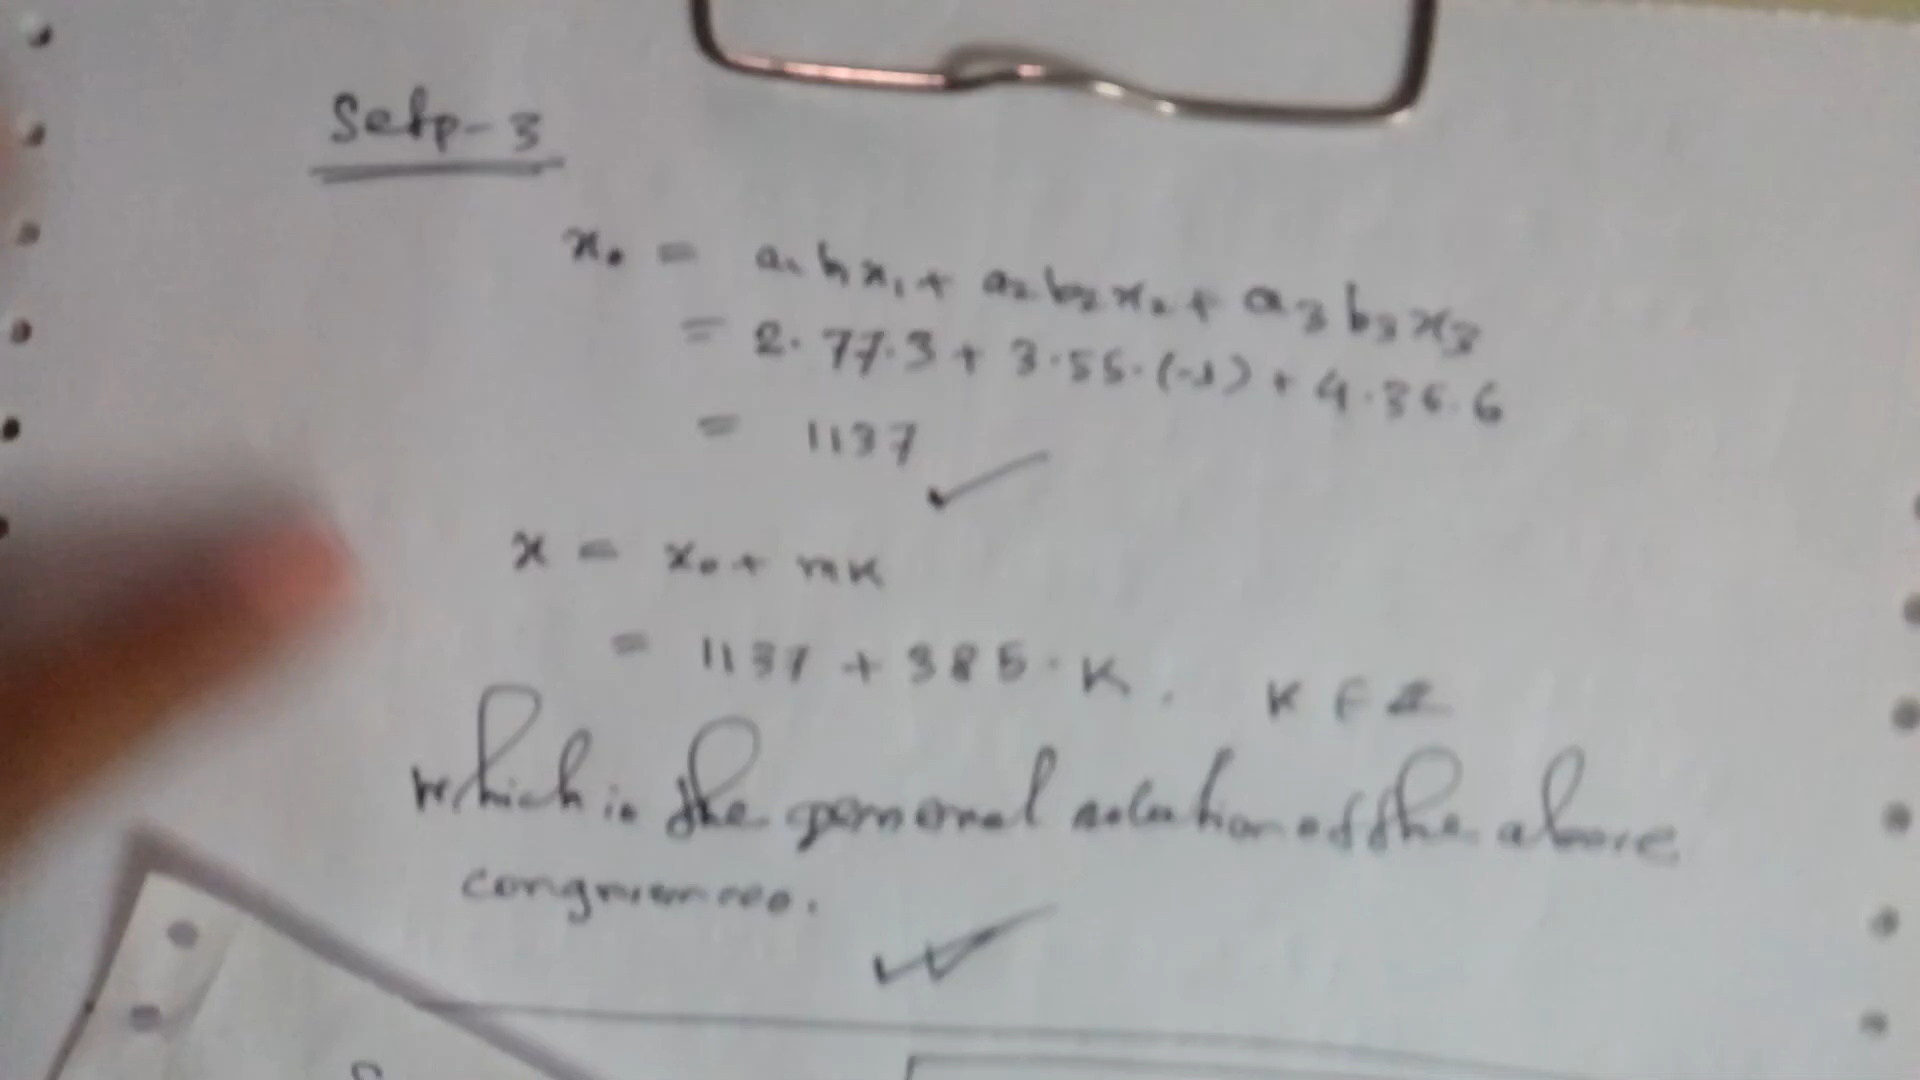 Setp-3
x₀ = a₁b₁x₁ + a₂b₂x₂ + a₃b₃x₃
= 2.77.3 + 3.55.(-1) + 4.35.6
= 1137
x = x₀ + mK
= 1137 + 385.K, K ∈ Z
which is the general solution of the above
congruences.